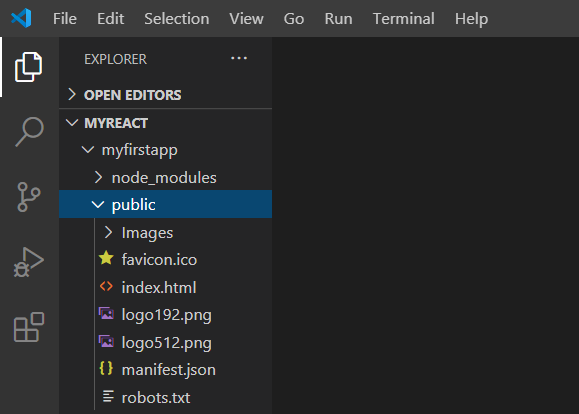 File Edit Selection View Go Run Terminal Help
EXPLORER ...
OPEN EDITORS
MYREACT
myfirstapp
node_modules
public
Images
favicon.ico
index.html
logo192.png
logo512.png
{} manifest.json
robots.txt